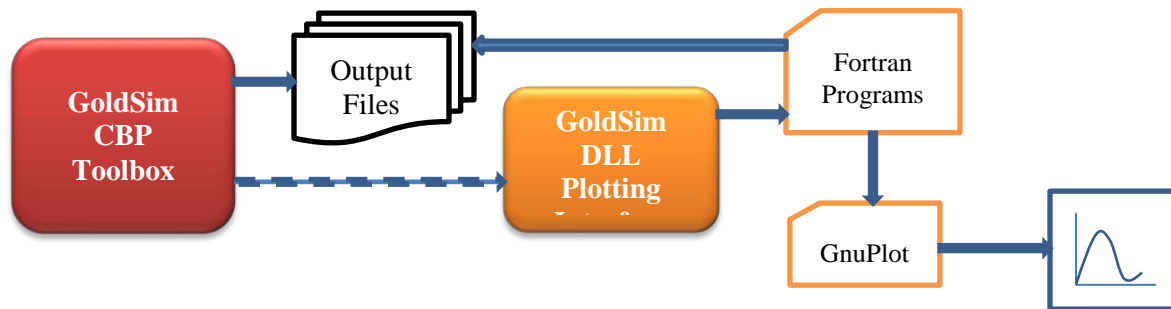 GoldSim
CBP
Toolbox
Output
Files
GoldSim
DLL
Plotting
Fortran
Programs
GnuPlot